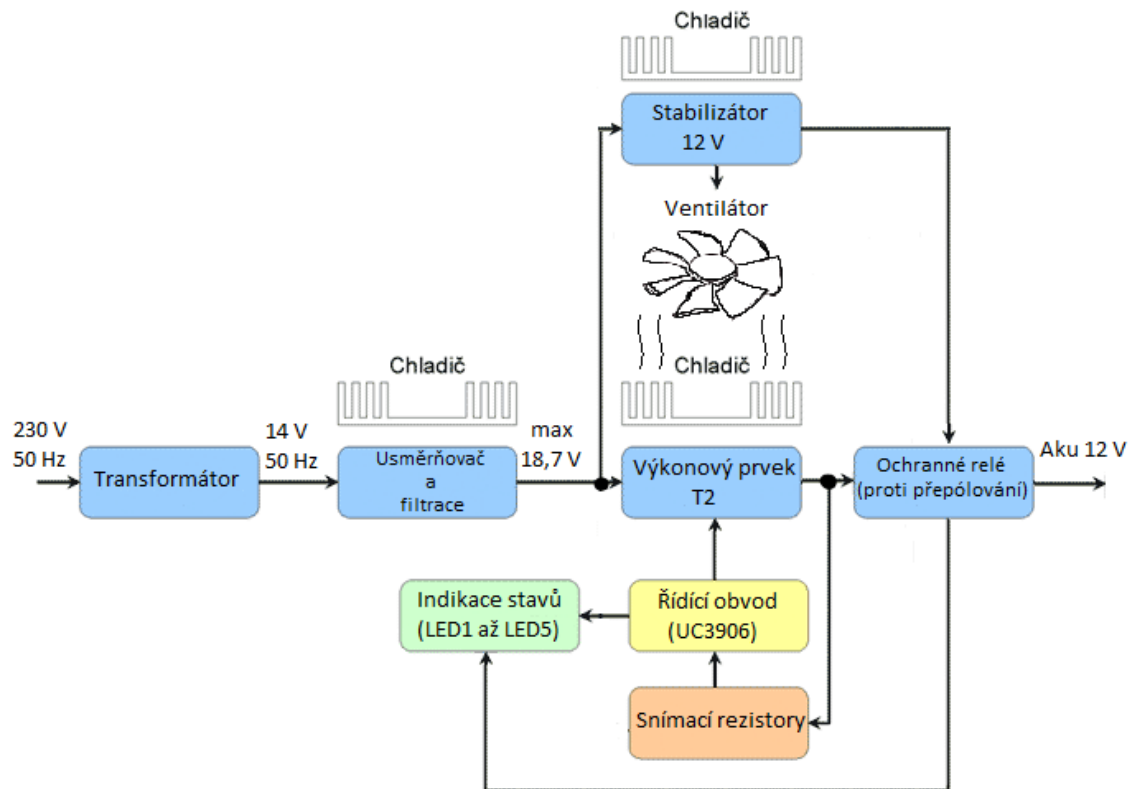 Chladič
Stabilizátor
12 V
Ventilátor
Chladič
Chladič
230 V
50 Hz
Transformátor
14 V
50 Hz
Usměrňovač
a
filtrace
max
18,7 V
Výkonový prvek
T2
Ochranné relé
(proti přepólování)
Aku 12 V
Indikace stavů
(LED1 až LED5)
Řídící obvod
(UC3906)
Snímací rezistory